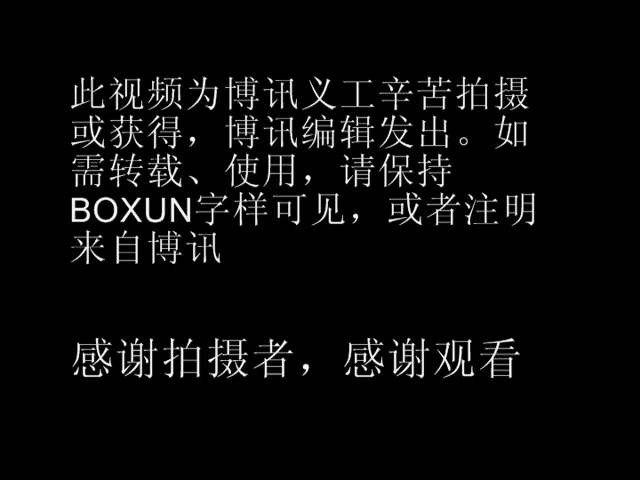 此视频为博讯义工辛苦拍摄
或获得，博讯编辑发出。如
需转载、使用，请保持
BOXUN字样可见，或者注明
来自博讯
感谢拍摄者，感谢观看